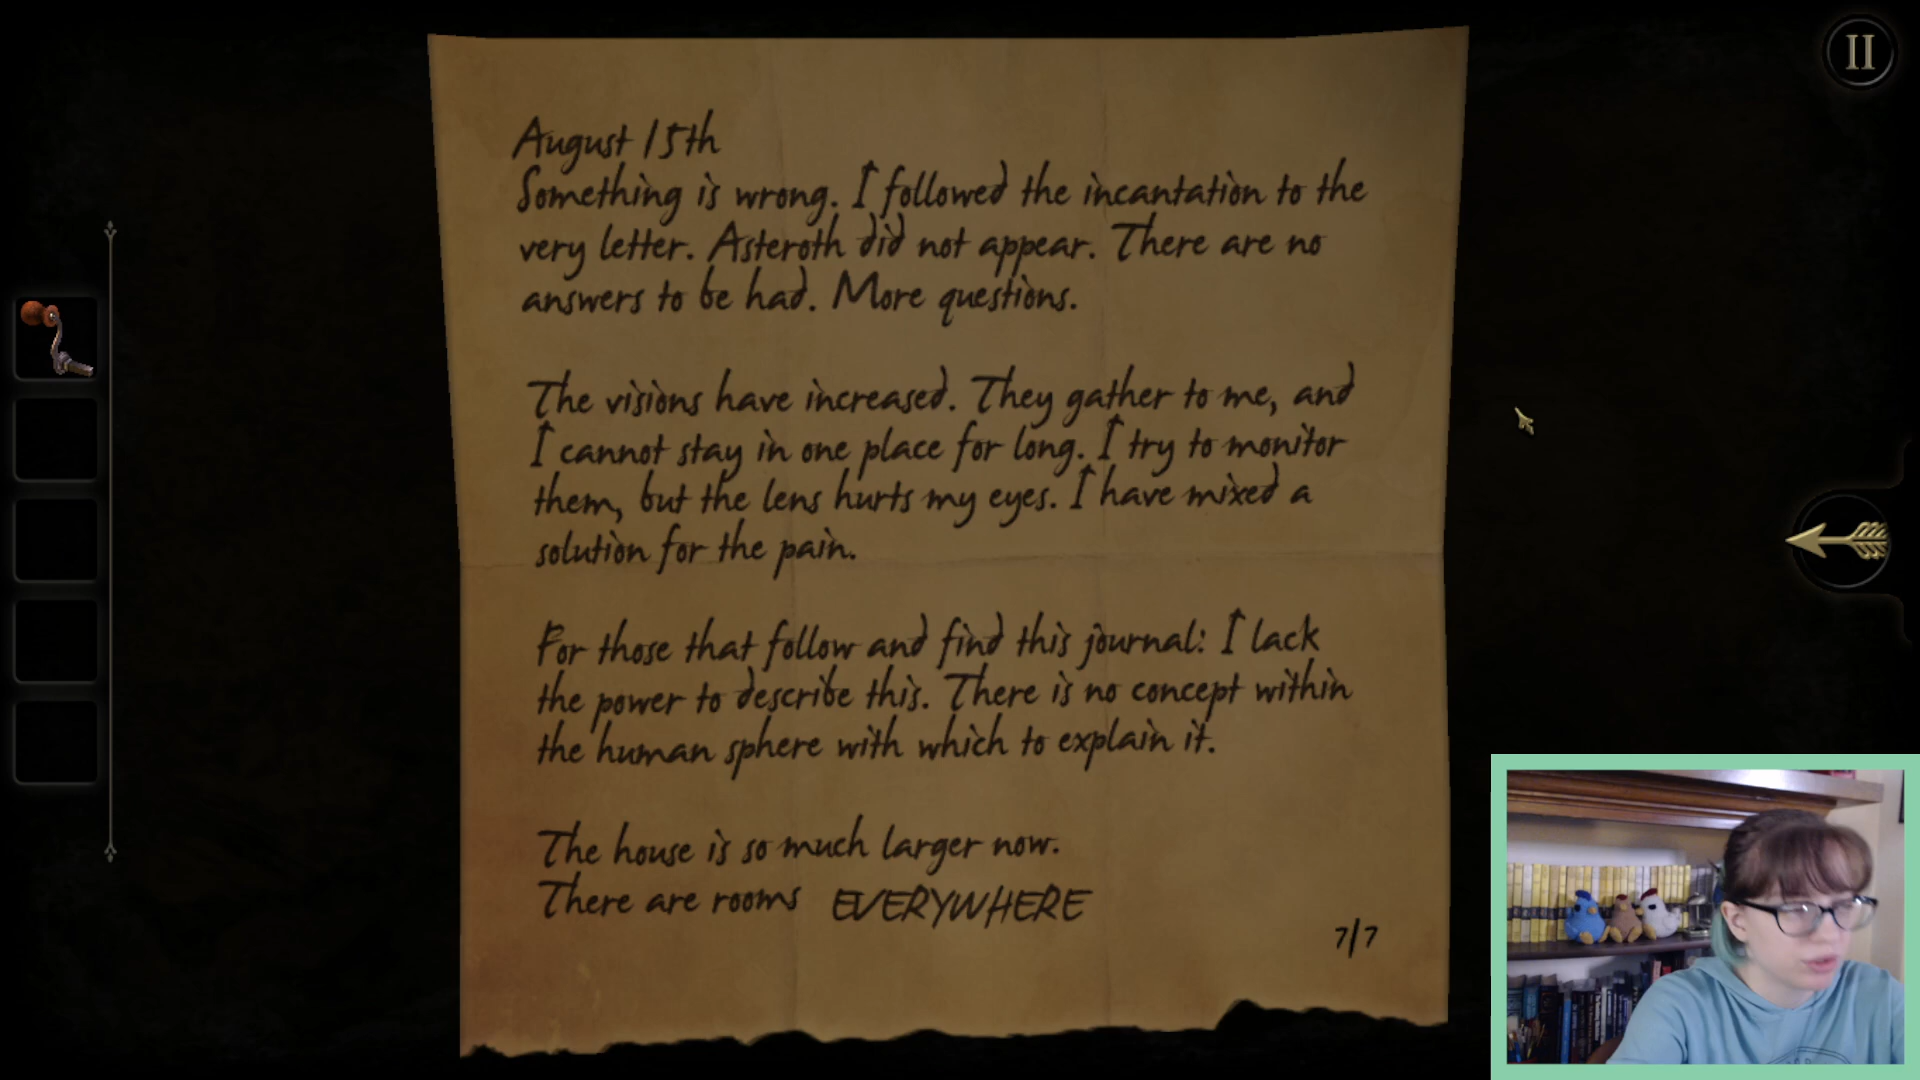 August 15th
Something is wrong. I followed the incantation to the
very letter. Asteroth did not appear. There are no
answers to be had. More questions.
The visions have increased. They gather to me, and
I cannot stay in one place for long. I try to monitor
them, but the lens hurts my eyes. I have mixed a
solution for the pain.
For those that follow and find this journal: I lack
the power to describe this. There is no concept within
the human sphere with which to explain it.
The house is so much larger now.
There are rooms EVERYWHERE
7/7